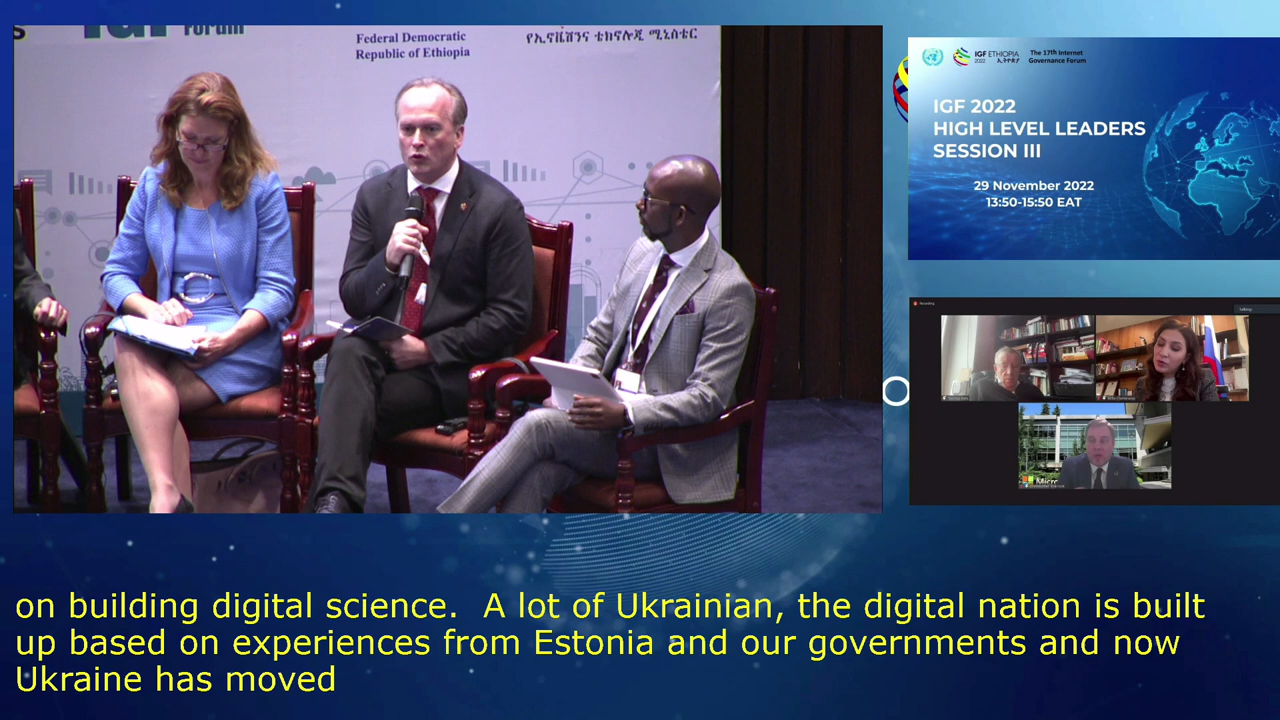 Forum
Federal Democratic
Republic of Ethiopia
የኢኖቬሽንና ቴክኖሎጂ ሚኒስቴር
IGF ETHIOPIA
2022 ኢትዮጵያ
The 17th Internet
Governance Forum
IGF 2022
HIGH LEVEL LEADERS
SESSION III
29 November 2022
13:50-15:50 EAT
Recording
on building digital science.  A lot of Ukrainian, the digital nation is built
up based on experiences from Estonia and our governments and now
Ukraine has moved